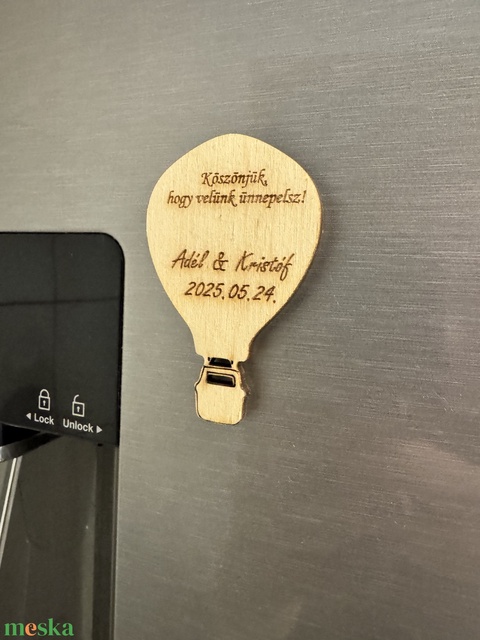 Köszönjük,
hogy velünk ünnepelsz!
Adél & Kristóf
2025.05.24.
◀ Lock Unlock ▶
meska